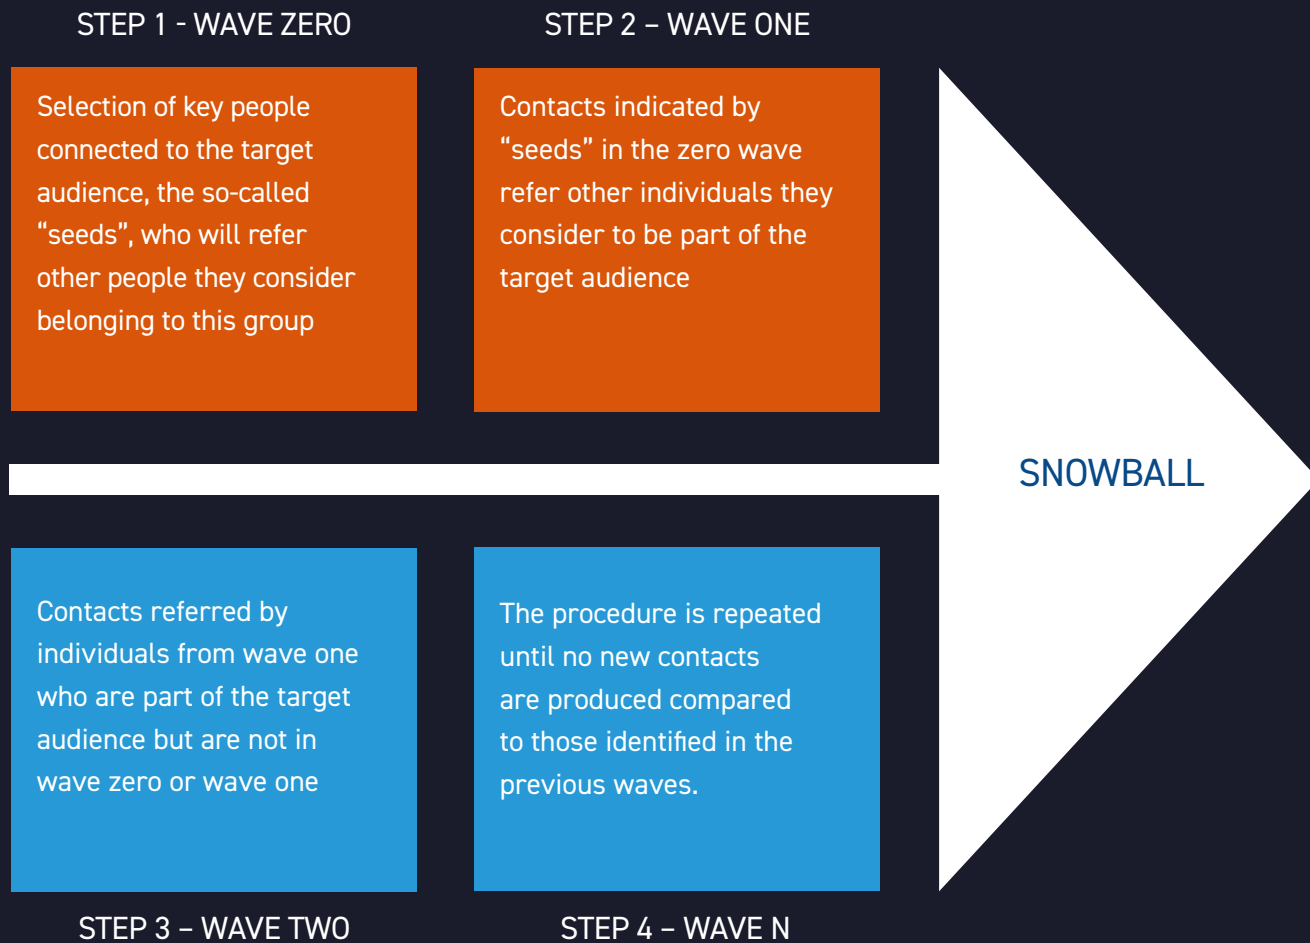 STEP 1 - WAVE ZERO
Selection of key people
connected to the target
audience, the so-called
“seeds”, who will refer
other people they consider
belonging to this group
STEP 2 – WAVE ONE
Contacts indicated by
“seeds” in the zero wave
refer other individuals they
consider to be part of the
target audience
SNOWBALL
Contacts referred by
individuals from wave one
who are part of the target
audience but are not in
wave zero or wave one
STEP 3 – WAVE TWO
The procedure is repeated
until no new contacts
are produced compared
to those identified in the
previous waves.
STEP 4 – WAVE N